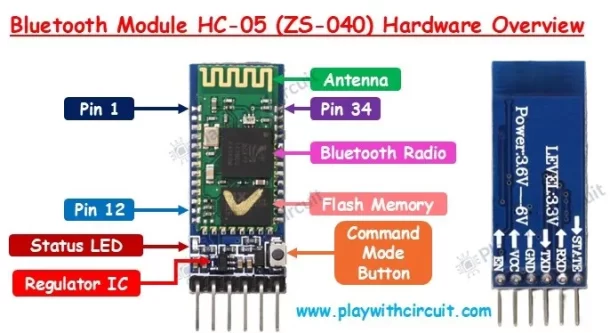 Bluetooth Module HC-05 (ZS-040) Hardware Overview
Antenna
Pin 1
Pin 34
Bluetooth Radio
Pin 12
Flash Memory
Status LED
Command
Mode
Button
Regulator IC
www.playwithcircuit.com
Power:3.6V---6V
LEVEL:3.3V
EN
VCC
GND
TXD
RXD
STATE